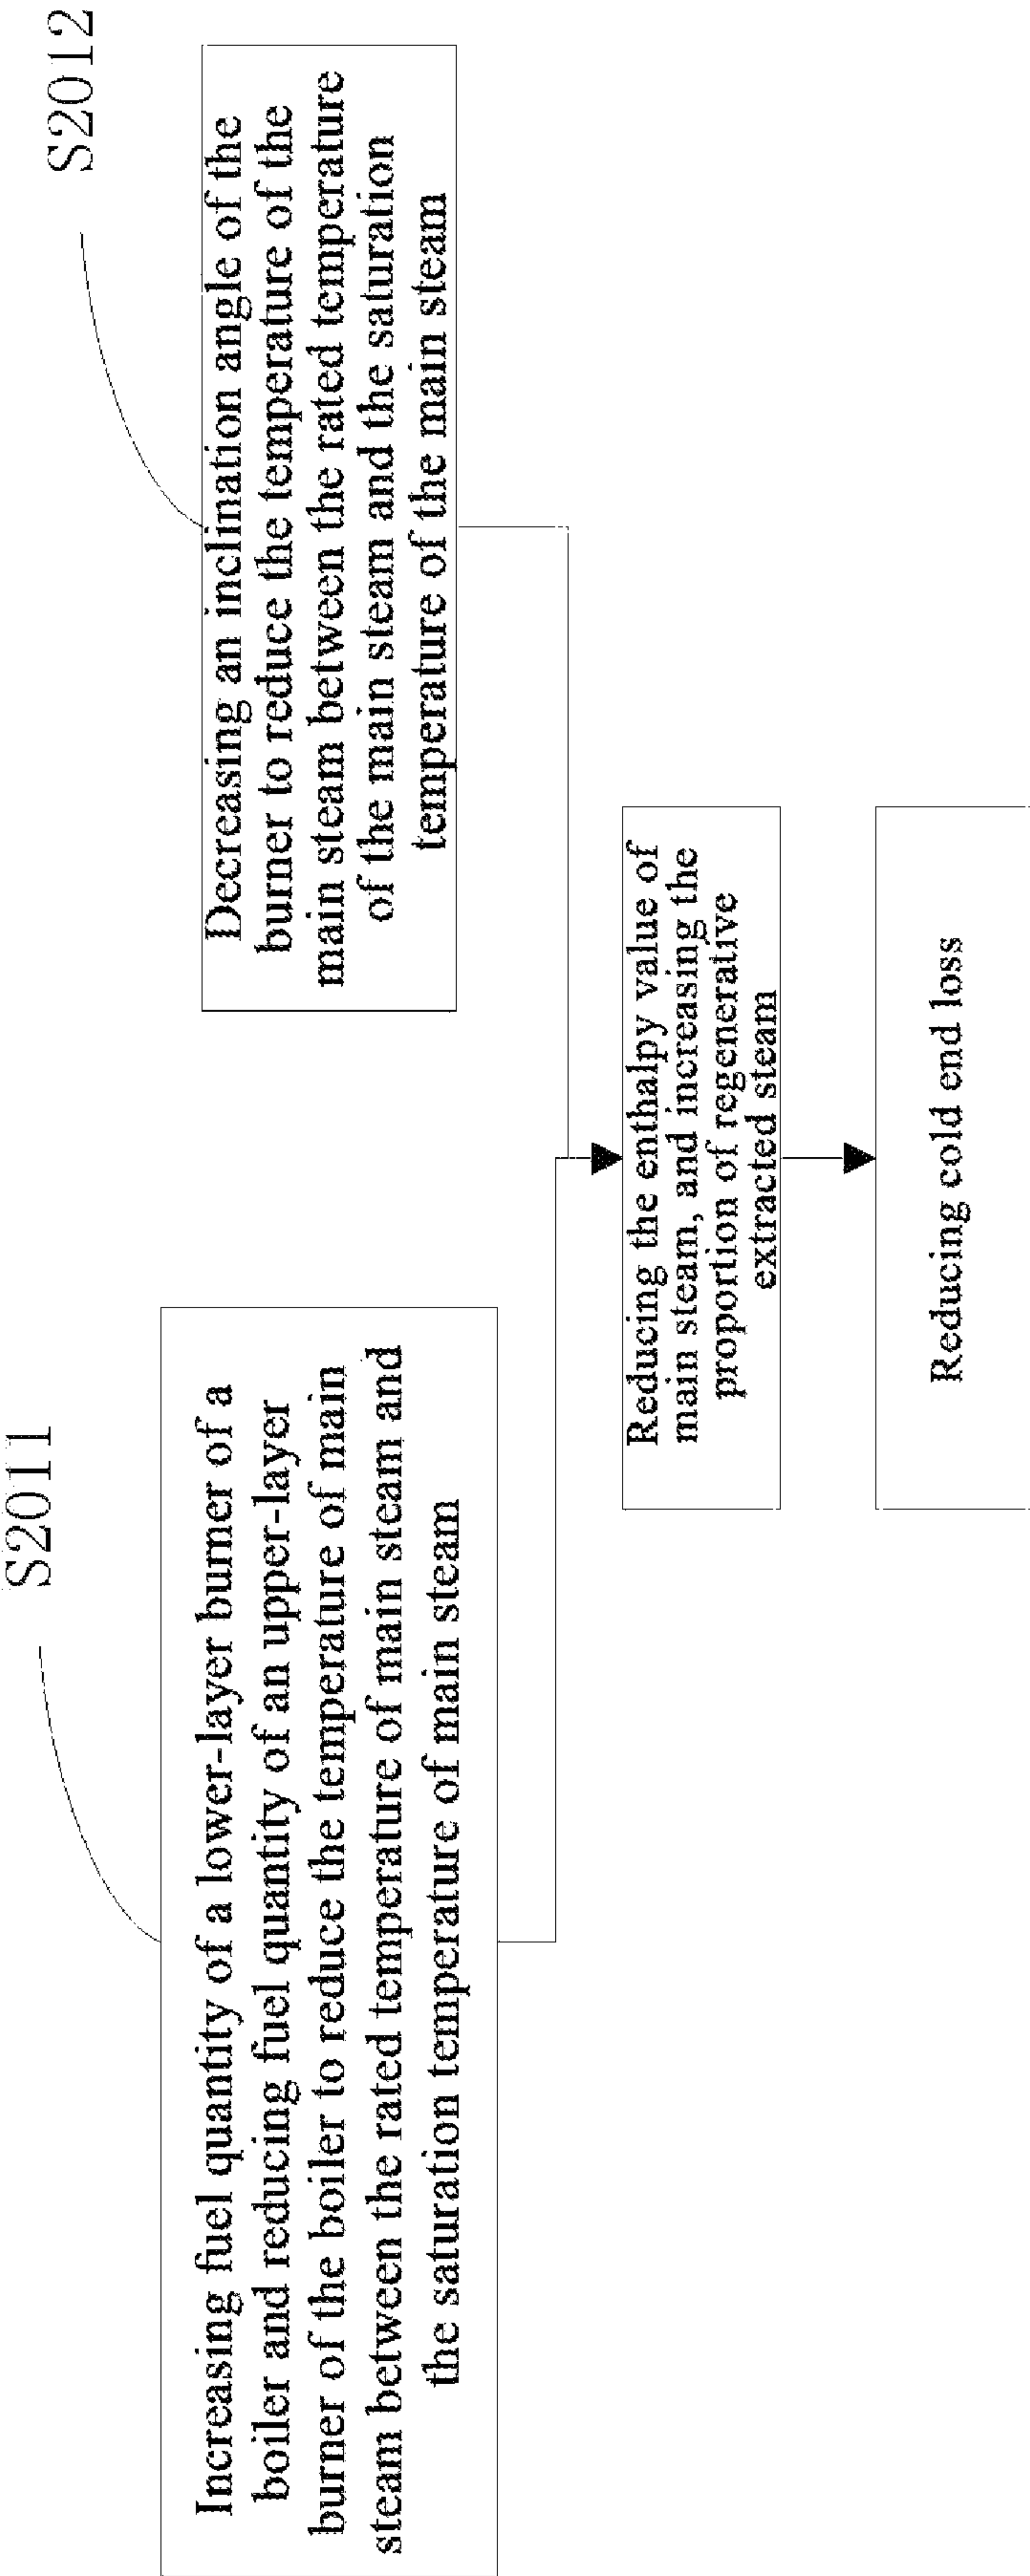 S2011
Increasing fuel quantity of a lower-layer burner of a
boiler and reducing fuel quantity of an upper-layer
burner of the boiler to reduce the temperature of main
steam between the rated temperature of main steam and
the saturation temperature of main steam
S2012
Decreasing an inclination angle of the
burner to reduce the temperature of the
main steam between the rated temperature
of the main steam and the saturation
temperature of the main steam
Reducing the enthalpy value of
main steam, and increasing the
proportion of regenerative
extracted steam
Reducing cold end loss